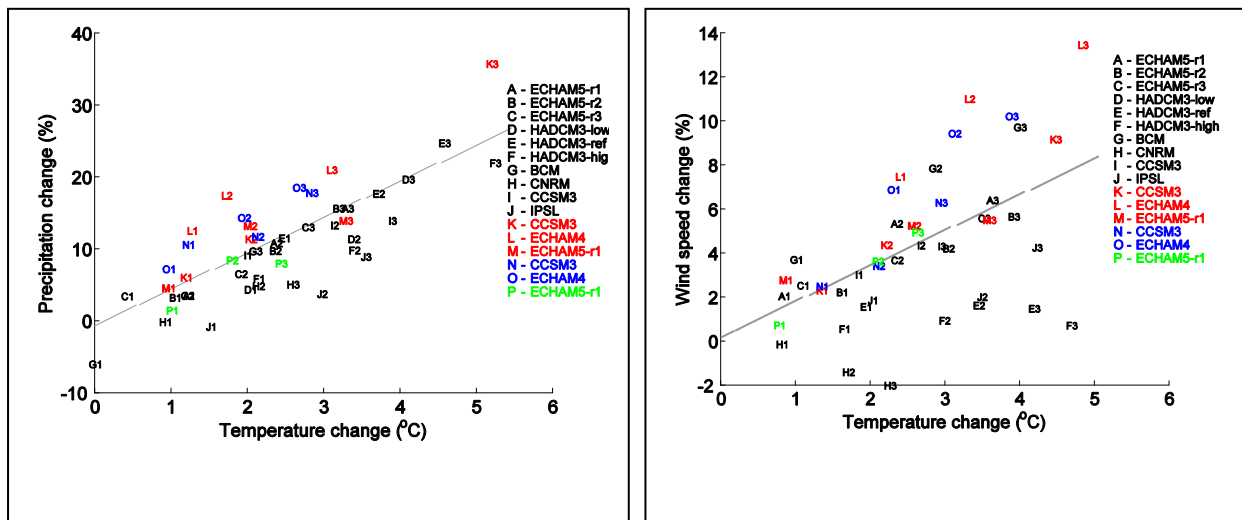 40
30
20
10
0
-10
0
1
2
3
4
5
6
Precipitation change (%)
Temperature change (°C)
A - ECHAM5-r1
B - ECHAM5-r2
C - ECHAM5-r3
D - HADCM3-low
E - HADCM3-ref
F - HADCM3-hig
G - BCM
H - CNRM
I - CCSM3
J - IPSL
K - CCSM3
L - ECHAM4
M - ECHAM5-r1
N - CCSM3
O - ECHAM4
P - ECHAM5-r1
K3
E3
F3
L3
D3
O3
N3
E2
L2
B3
A3
M3
I3
O2
I2
C3
M2
L1
N1
K2
N2
E1
A2
D2
B2
G3
F2
I1
J3
P2
P3
O1
C2
K1
F1
H3
M1
D1
J2
C1
B1
P1
H1
J1
G1
14
12
10
8
6
4
2
0
-2
0
1
2
3
4
5
6
Wind speed change (%)
Temperature change (°C)
A - ECHAM5-r1
B - ECHAM5-r2
C - ECHAM5-r3
D - HADCM3-low
E - HADCM3-ref
F - HADCM3-high
G - BCM
H - CNRM
I - CCSM3
J - IPSL
K - CCSM3
L - ECHAM4
M - ECHAM5-r1
N - CCSM3
O - ECHAM4
P - ECHAM5-r1
L3
L2
O3
G3
O2
K3
G2
L1
O1
A3
N3
B3
M3
A2
M2
P3
K2
I2
I3
B2
J3
G1
C2
P2
N2
I1
M1
C1
N1
K1
B1
A1
J1
J2
E1
E2
E3
F2
P1
F1
F3
H1
H2
H3